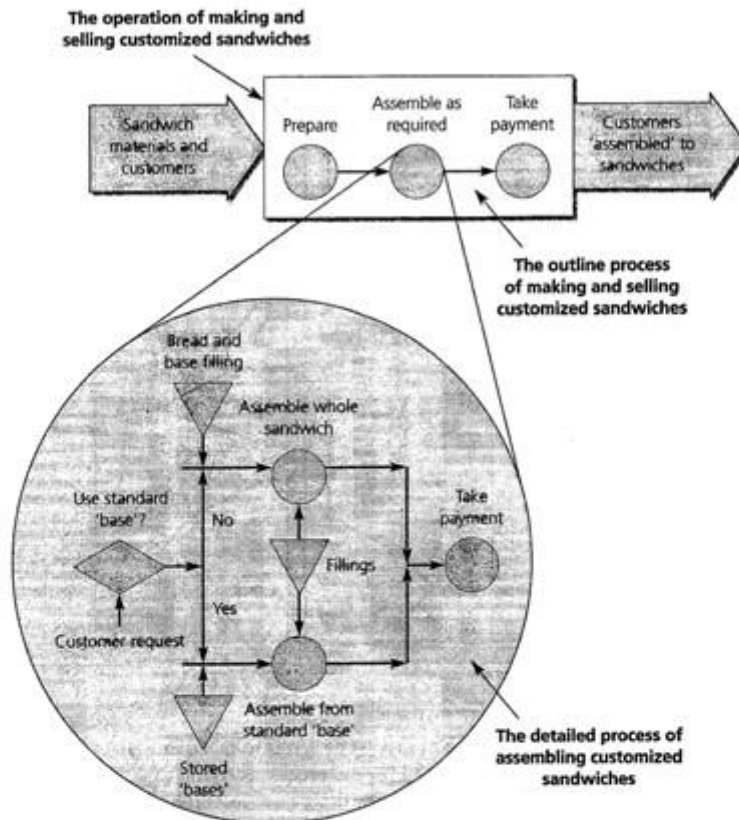 The operation of making and
selling customized sandwiches
Sandwich
materials and
customers
Prepare
Assemble as
required
Take
payment
Customers
'assembled' to
sandwiches
The outline process
of making and selling
customized sandwiches
Bread and
base filling
Assemble whole
sandwich
Use standard
'base'?
No
Take
payment
Fillings
Yes
Customer request
Assemble from
standard 'base'
Stored
'bases'
The detailed process of
assembling customized
sandwiches